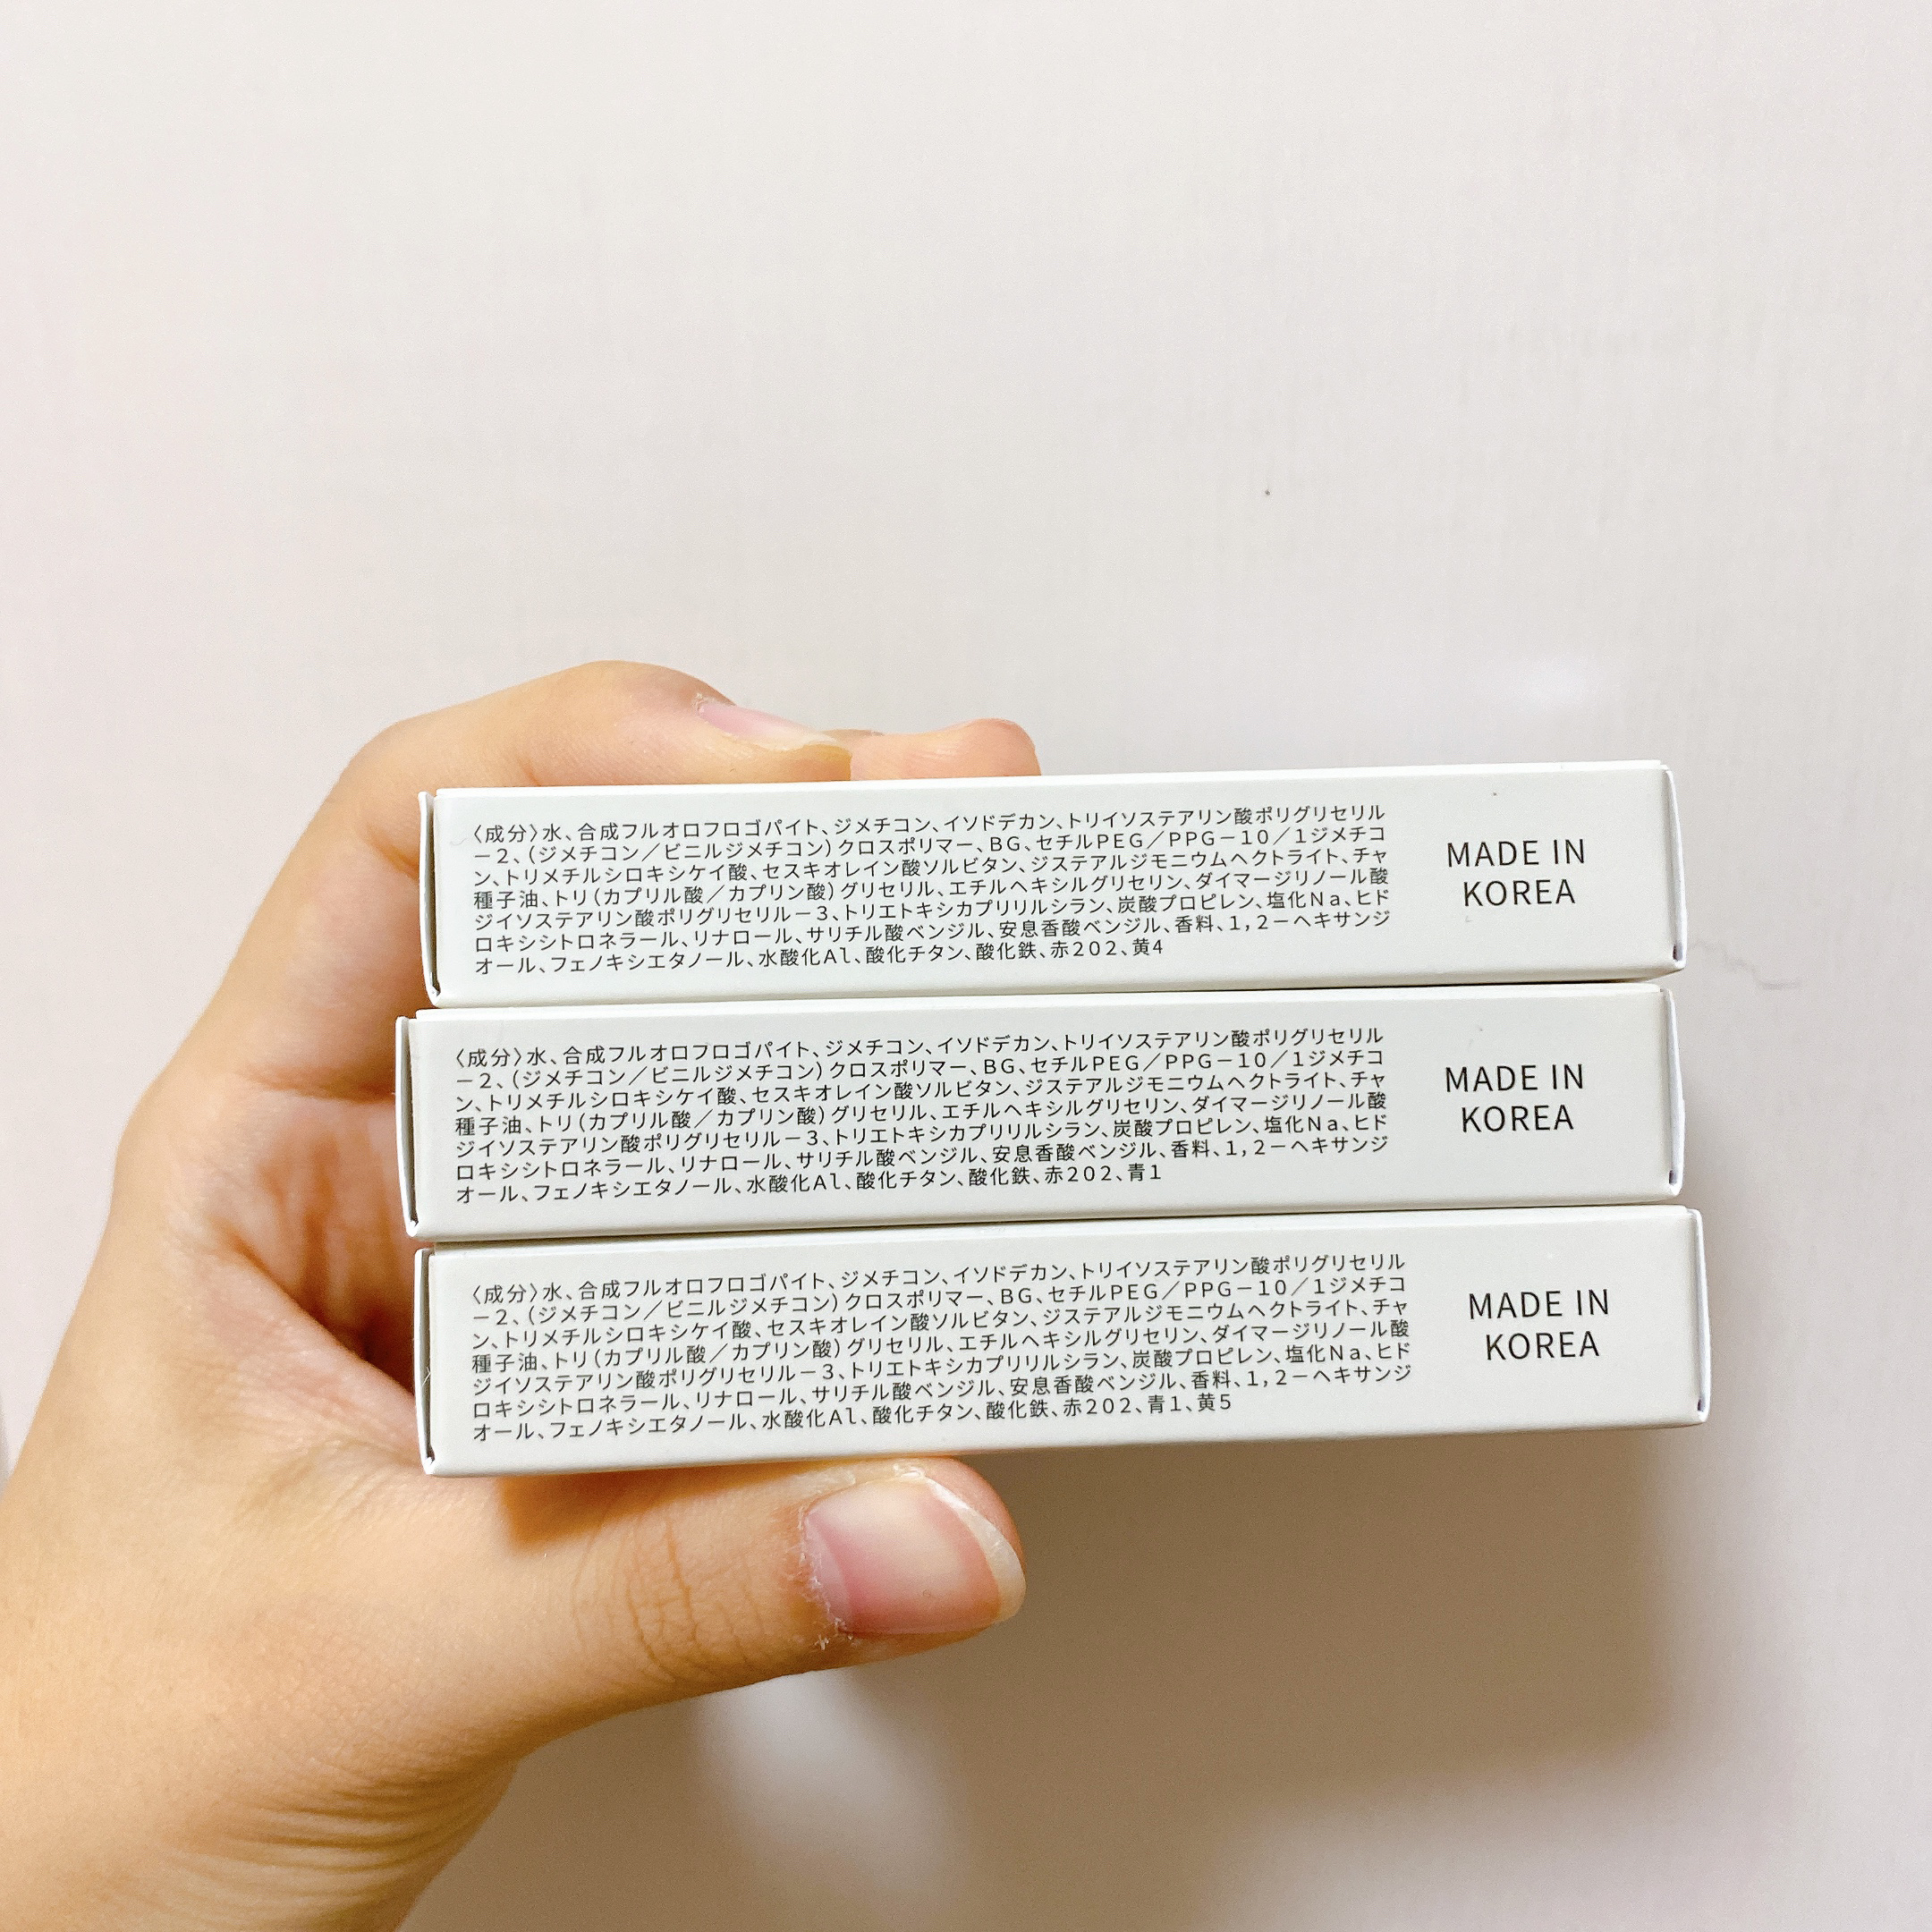 〈成分〉水、合成フルオロフロゴパイト、ジメチコン、イソドデカン、トリイソステアリン酸ポリグリセリル
－2、(ジメチコン／ビニルジメチコン)クロスポリマー、BG、セチルPEG／PPG－10／1ジメチコ
ン、トリメチルシロキシケイ酸、セスキオレイン酸ソルビタン、ジステアルジモニウムヘクトライト、チャ
種子油、トリ(カプリル酸／カプリン酸)グリセリル、エチルヘキシルグリセリン、ダイマージリノール酸
ジイソステアリン酸ポリグリセリル－3、トリエトキシカプリリルシラン、炭酸プロピレン、塩化Na、ヒド
ロキシシトロネラール、リナロール、サリチル酸ベンジル、安息香酸ベンジル、香料、1,2－ヘキサンジ
オール、フェノキシエタノール、水酸化Al、酸化チタン、酸化鉄、赤202、黄4
MADE IN
KOREA
〈成分〉水、合成フルオロフロゴパイト、ジメチコン、イソドデカン、トリイソステアリン酸ポリグリセリル
－2、(ジメチコン／ビニルジメチコン)クロスポリマー、BG、セチルPEG／PPG－10／1ジメチコ
ン、トリメチルシロキシケイ酸、セスキオレイン酸ソルビタン、ジステアルジモニウムヘクトライト、チャ
種子油、トリ(カプリル酸／カプリン酸)グリセリル、エチルヘキシルグリセリン、ダイマージリノール酸
ジイソステアリン酸ポリグリセリル－3、トリエトキシカプリリルシラン、炭酸プロピレン、塩化Na、ヒド
ロキシシトロネラール、リナロール、サリチル酸ベンジル、安息香酸ベンジル、香料、1,2－ヘキサンジ
オール、フェノキシエタノール、水酸化Al、酸化チタン、酸化鉄、赤202、青1
MADE IN
KOREA
〈成分〉水、合成フルオロフロゴパイト、ジメチコン、イソドデカン、トリイソステアリン酸ポリグリセリル
－2、(ジメチコン／ビニルジメチコン)クロスポリマー、BG、セチルPEG／PPG－10／1ジメチコ
ン、トリメチルシロキシケイ酸、セスキオレイン酸ソルビタン、ジステアルジモニウムヘクトライト、チャ
種子油、トリ(カプリル酸／カプリン酸)グリセリル、エチルヘキシルグリセリン、ダイマージリノール酸
ジイソステアリン酸ポリグリセリル－3、トリエトキシカプリリルシラン、炭酸プロピレン、塩化Na、ヒド
ロキシシトロネラール、リナロール、サリチル酸ベンジル、安息香酸ベンジル、香料、1,2－ヘキサンジ
オール、フェノキシエタノール、水酸化Al、酸化チタン、酸化鉄、赤202、青1、黄5
MADE IN
KOREA